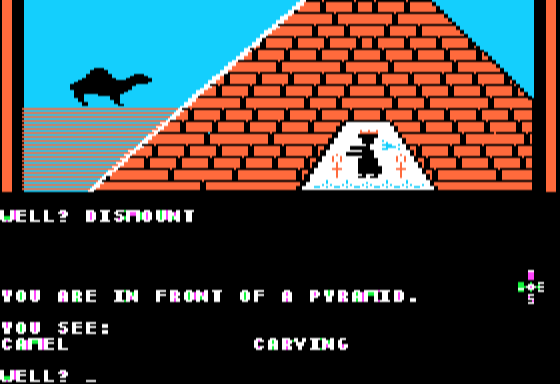 WELL? DISMOUNT
YOU ARE IN FRONT OF A PYRAMID.
E
S
YOU SEE:
CAMEL CARVING
WELL? _